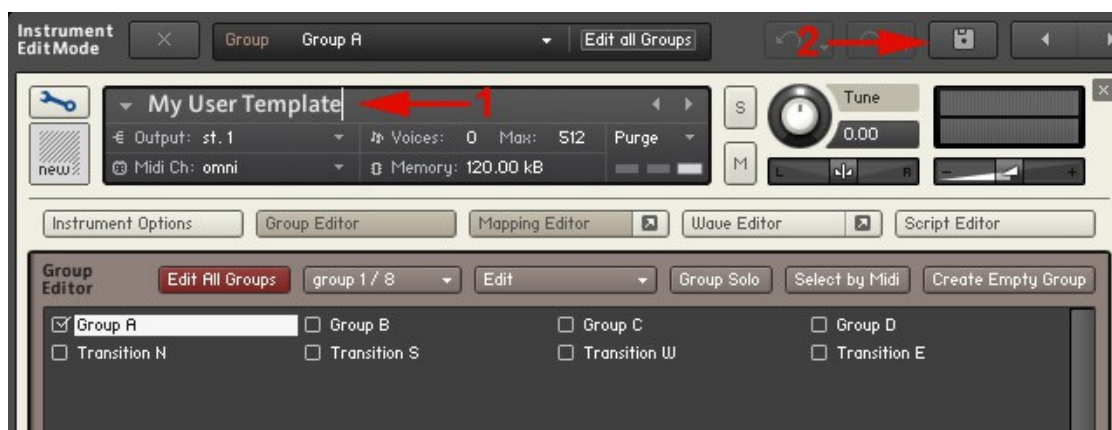 Instrument
Edit Mode
Group Group A Edit all Groups
2
My User Template
1
Output: st. 1 Voices: 0 Max: 512 Purge
Midi Ch: omni Memory: 120.00 kB
new
S
M
Tune
0.00
L R
- +
Instrument Options Group Editor Mapping Editor Wave Editor Script Editor
Group
Editor
Edit All Groups group 1 / 8 Edit Group Solo Select by Midi Create Empty Group
Group A Group B Group C Group D
Transition N Transition S Transition W Transition E